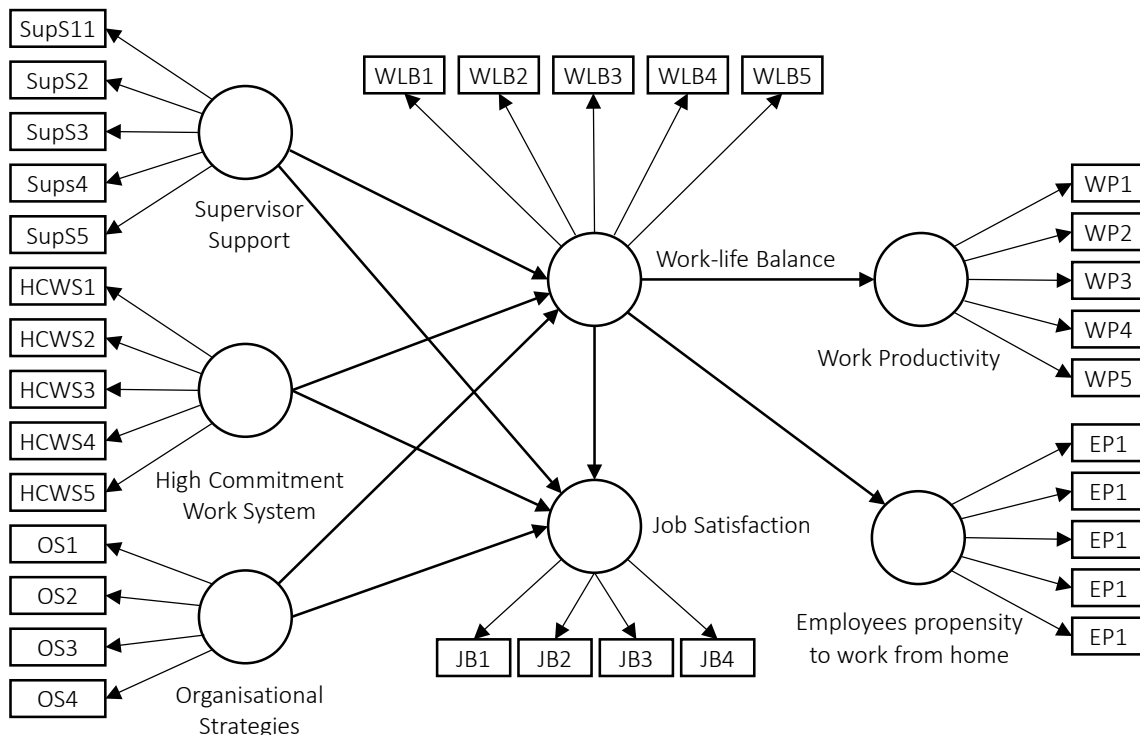 SupS11
SupS2
SupS3
Sups4
SupS5
Supervisor
Support
HCWS1
HCWS2
HCWS3
HCWS4
HCWS5
High Commitment
Work System
OS1
OS2
OS3
OS4
Organisational
Strategies
WLB1
WLB2
WLB3
WLB4
WLB5
Work-life Balance
Job Satisfaction
JB1
JB2
JB3
JB4
WP1
WP2
WP3
WP4
WP5
Work Productivity
EP1
EP1
EP1
EP1
EP1
Employees propensity
to work from home